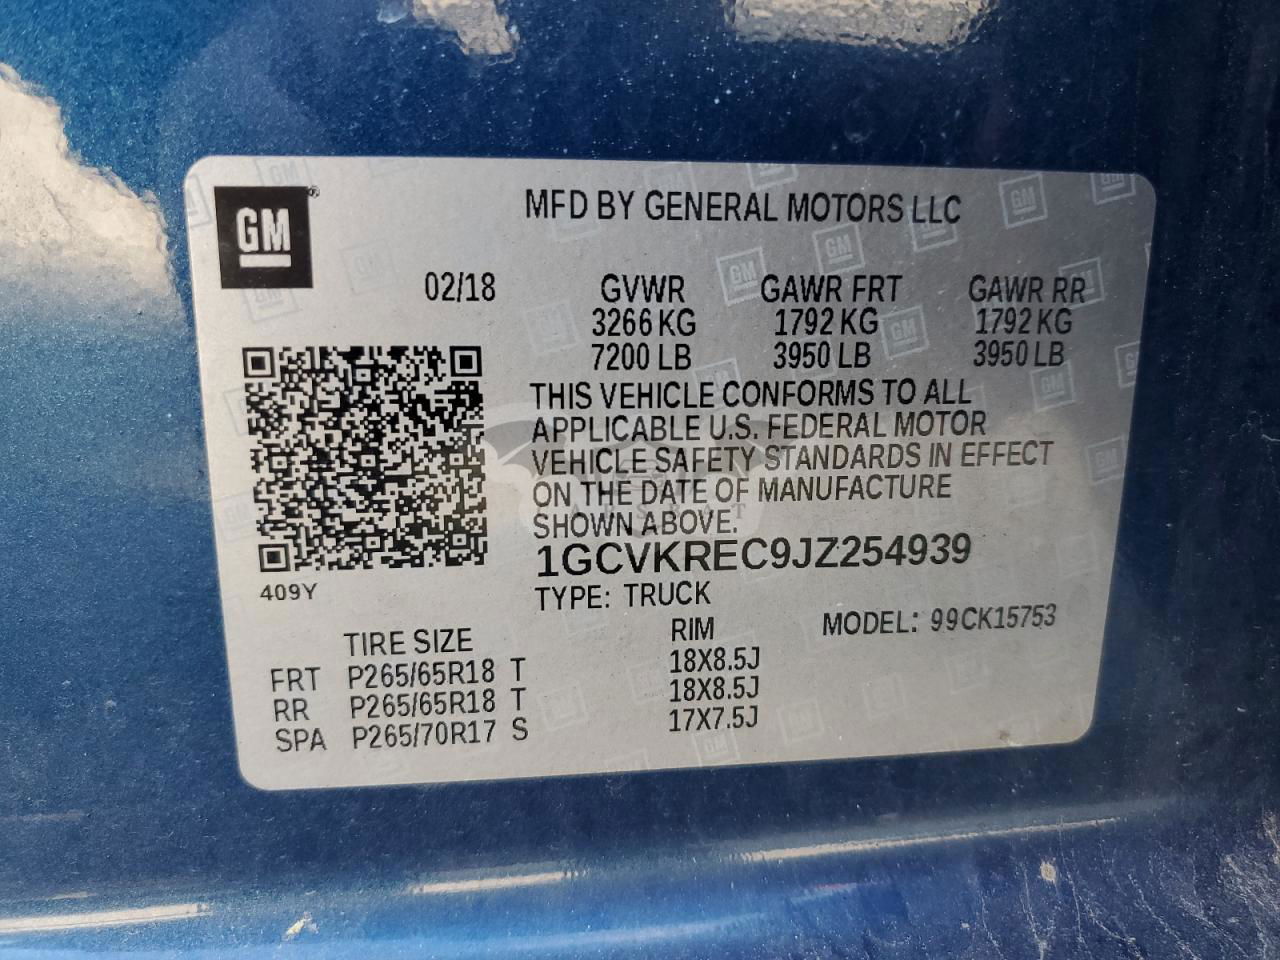 GM
MFD BY GENERAL MOTORS LLC
02/18 GVWR GAWR FRT GAWR RR
3266 KG 1792 KG 1792 KG
7200 LB 3950 LB 3950 LB
THIS VEHICLE CONFORMS TO ALL
APPLICABLE U.S. FEDERAL MOTOR
VEHICLE SAFETY STANDARDS IN EFFECT
ON THE DATE OF MANUFACTURE
SHOWN ABOVE.
1GCVKREC9JZ254939
409Y
TYPE: TRUCK
MODEL: 99CK15753
TIRE SIZE RIM
FRT P265/65R18 T 18X8.5J
RR P265/65R18 T 18X8.5J
SPA P265/70R17 S 17X7.5J